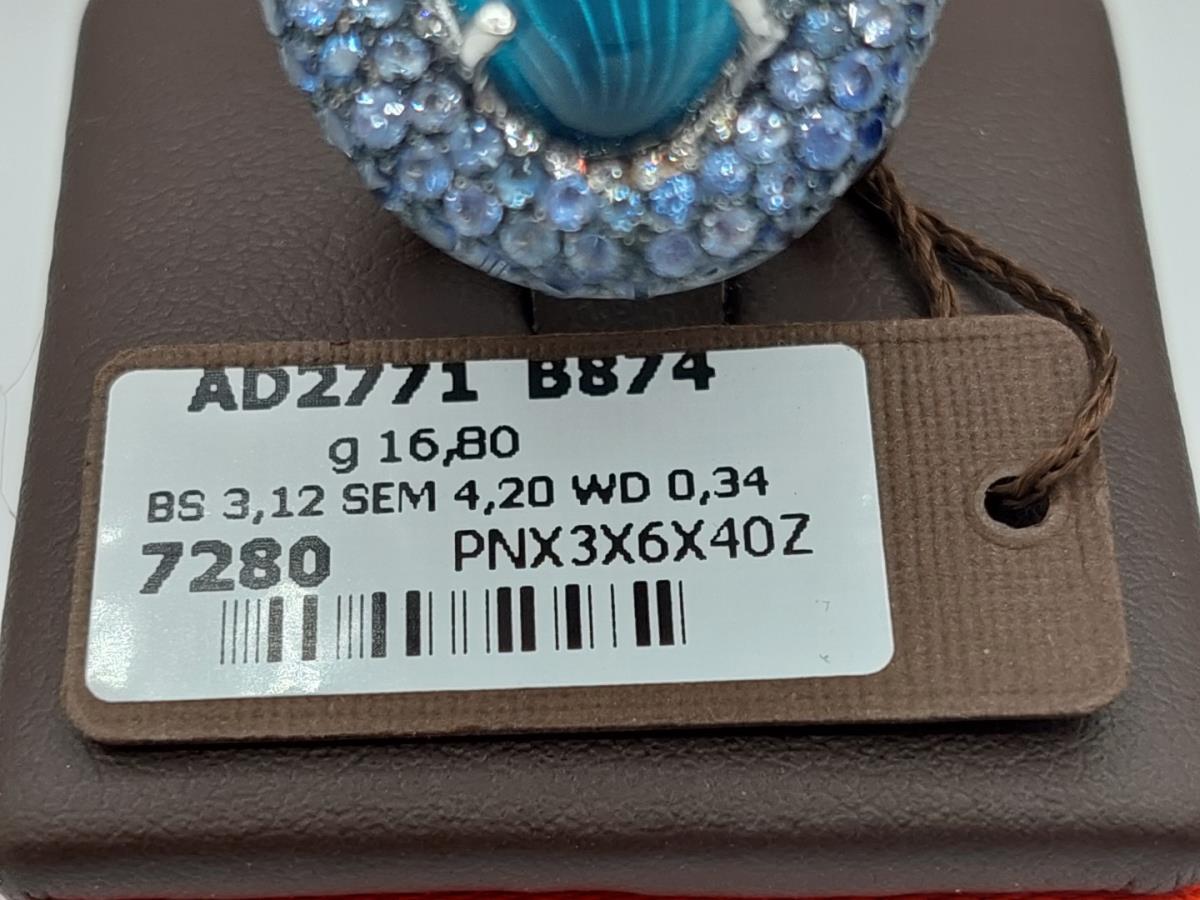 AD2771 B874
g 16,80
BS 3,12 SEM 4,20 WD 0,34
7280 PNX3X6X40Z